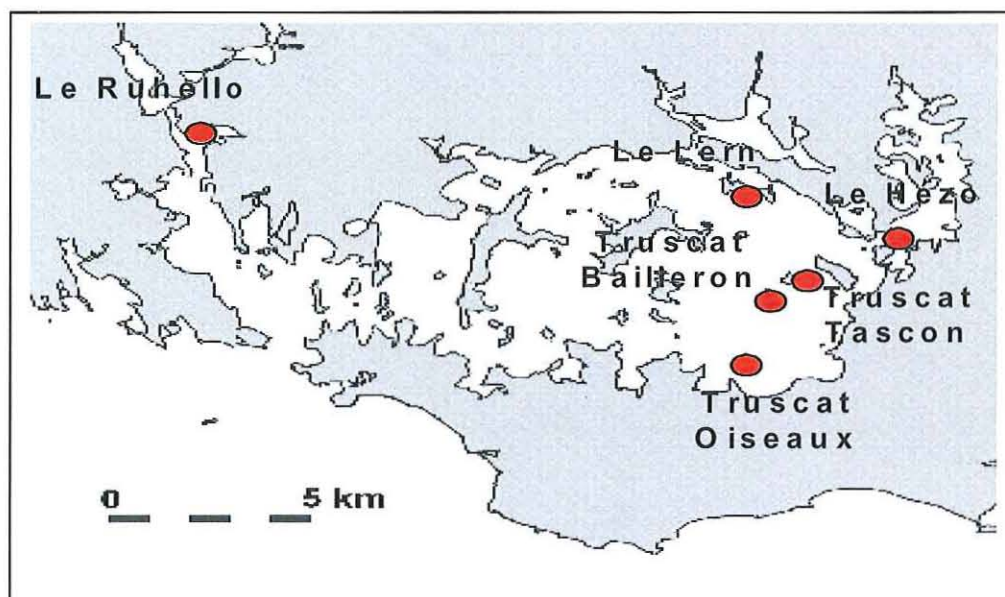 Le Ruhello
Le Lern
Le Hezo
Truscat
Bailleron
Truscat
Tascon
Truscat
Oiseaux
0 5 km